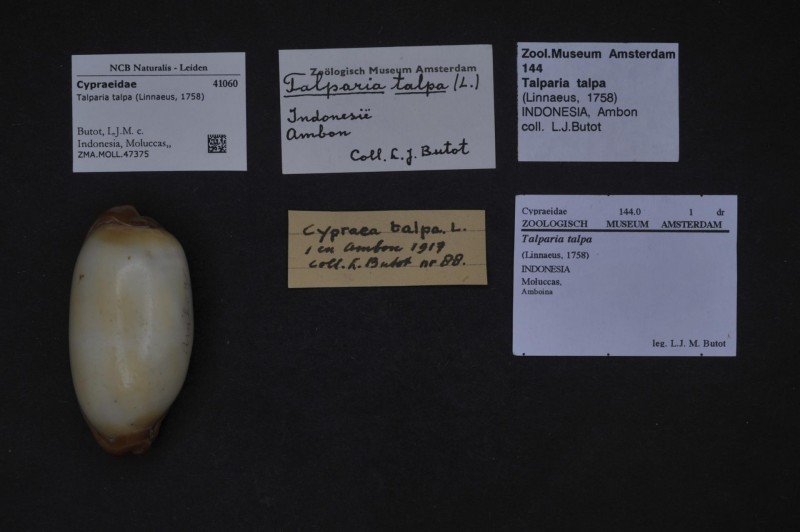 NCB Naturalis - Leiden
Cypraeidae 41060
Talparia talpa (Linnaeus, 1758)
Butot, L.J.M. c.
Indonesia, Moluccas,,
ZMA.MOLL.47375
Zoölogisch Museum Amsterdam
Talparia talpa (L.)
Indonesië
Ambon
Coll. L.J. Butot
Zool.Museum Amsterdam
144
Talparia talpa
(Linnaeus, 1758)
INDONESIA, Ambon
coll. L.J.Butot
Cypraea talpa. L.
1 ex Ambon 1919
coll. L. Butot nr 88.
Cypraeidae 144.0 1 dr
ZOOLOGISCH MUSEUM AMSTERDAM
Talparia talpa
(Linnaeus, 1758)
INDONESIA
Moluccas.
Amboina
leg. L.J. M. Butot